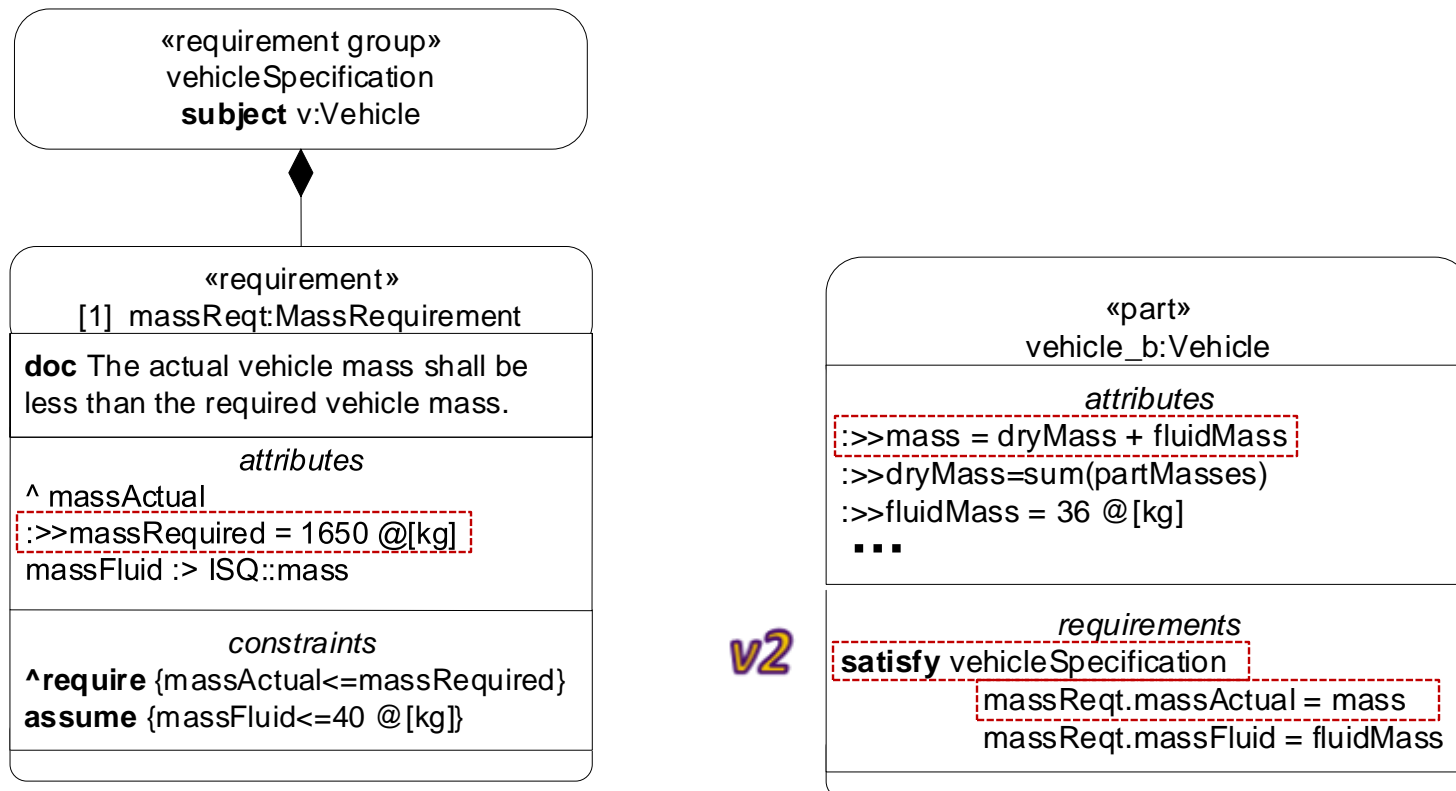 «requirement group»
vehicleSpecification
subject v:Vehicle
«requirement»
[1]  massReqt:MassRequirement
doc The actual vehicle mass shall be
less than the required vehicle mass.
attributes
^ massActual
:>>massRequired = 1650 @[kg]
massFluid :> ISQ::mass
constraints
^require {massActual<=massRequired}
assume {massFluid<=40 @[kg]}
v2
«part»
vehicle_b:Vehicle
attributes
:>>mass = dryMass + fluidMass
:>>dryMass=sum(partMasses)
:>>fluidMass = 36 @[kg]
...
requirements
satisfy vehicleSpecification
massReqt.massActual = mass
massReqt.massFluid = fluidMass